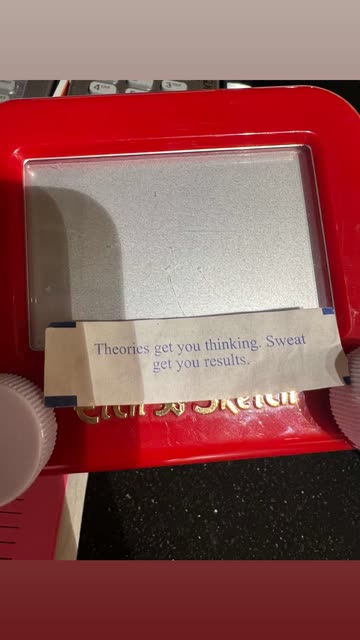 Theories get you thinking. Sweat
get you results.
Etch A Sketch